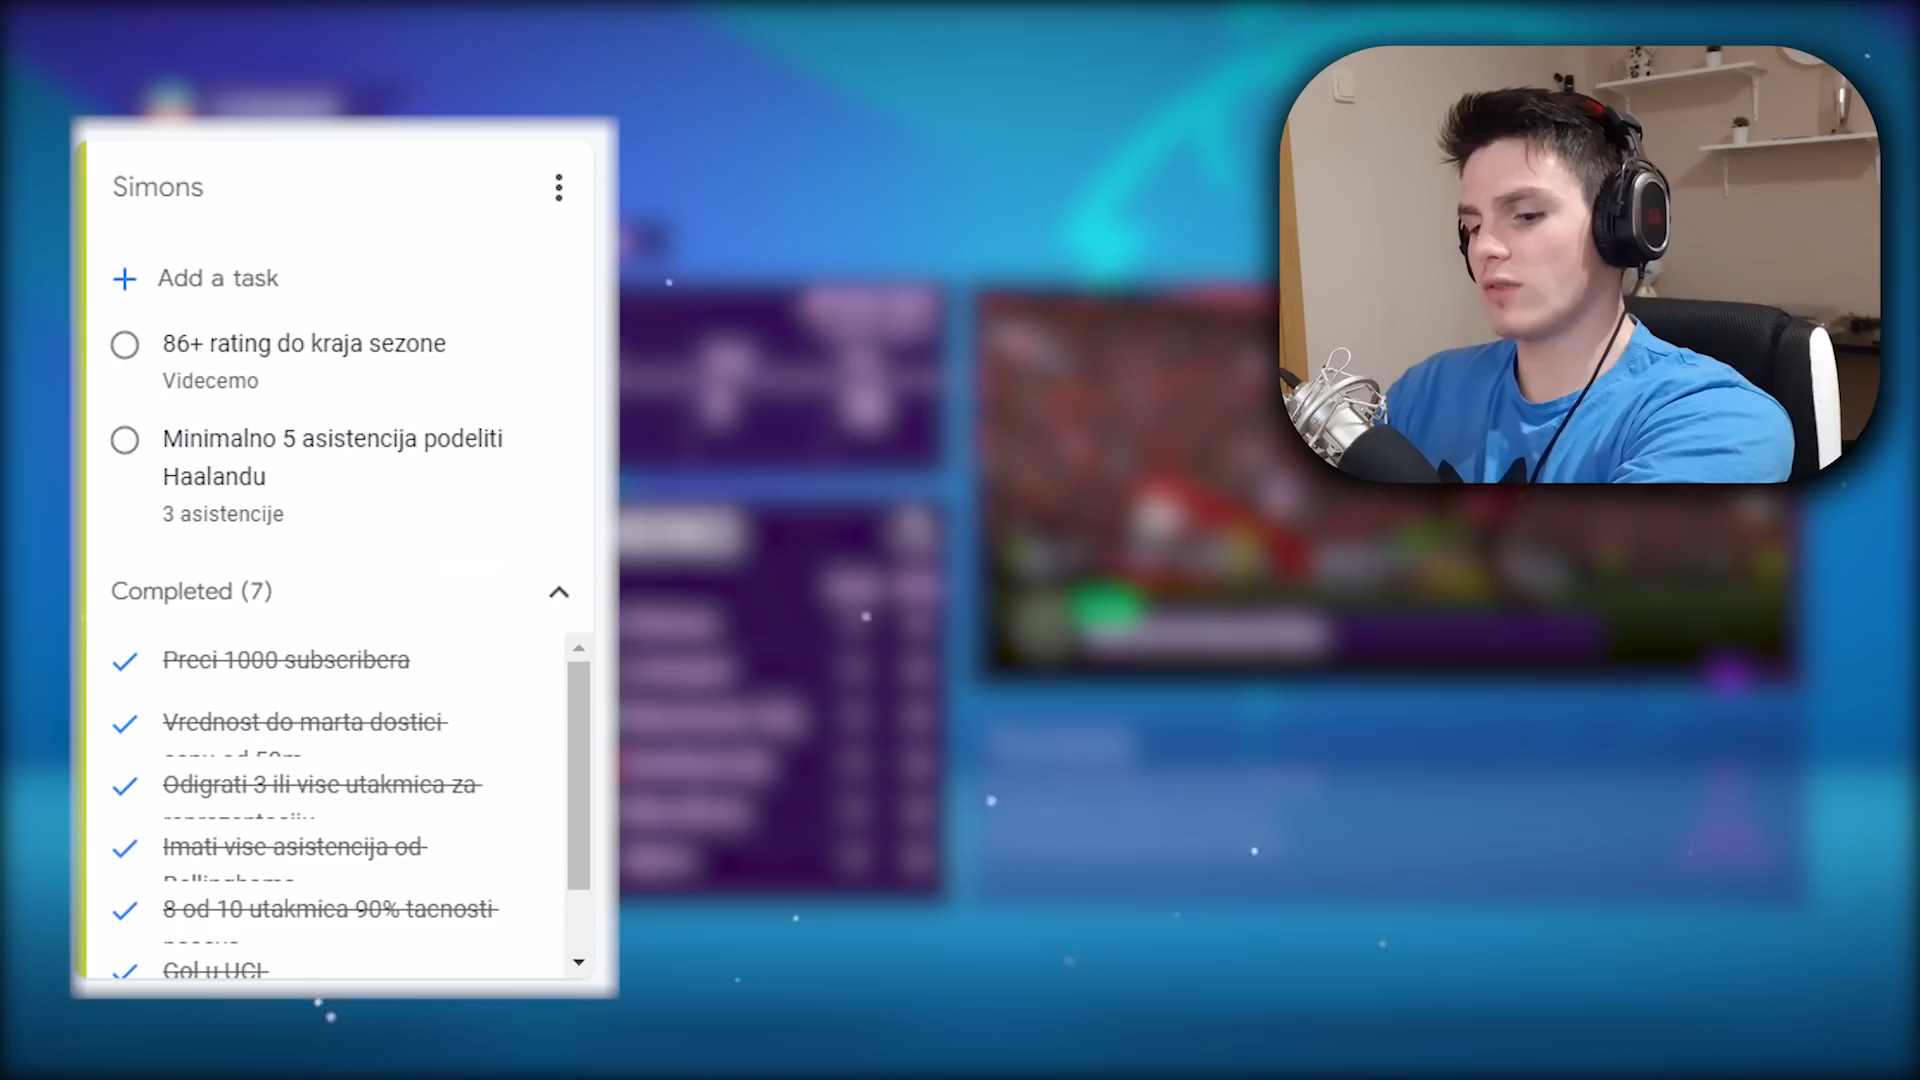 Simons
Add a task
86+ rating do kraja sezone
Videcemo
Minimalno 5 asistencija podeliti
Haalandu
3 asistencije
Completed (7)
Preci 1000 subscribera
Vrednost do marta dostici
Odigrati 3 ili vise utakmica za
Imati vise asistencija od
8 od 10 utakmica 90% tacnosti
Gol u UCL